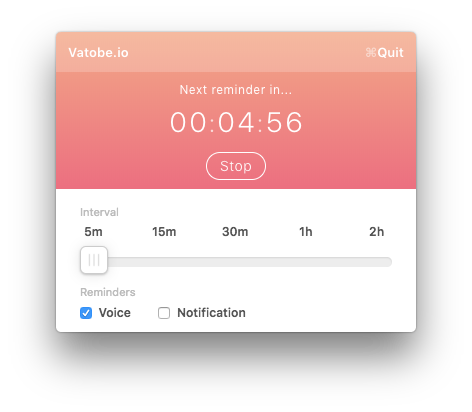 Vatobe.io ⌘Quit
Next reminder in...
00:04:56
Stop
Interval
5m 15m 30m 1h 2h
Reminders
Voice Notification